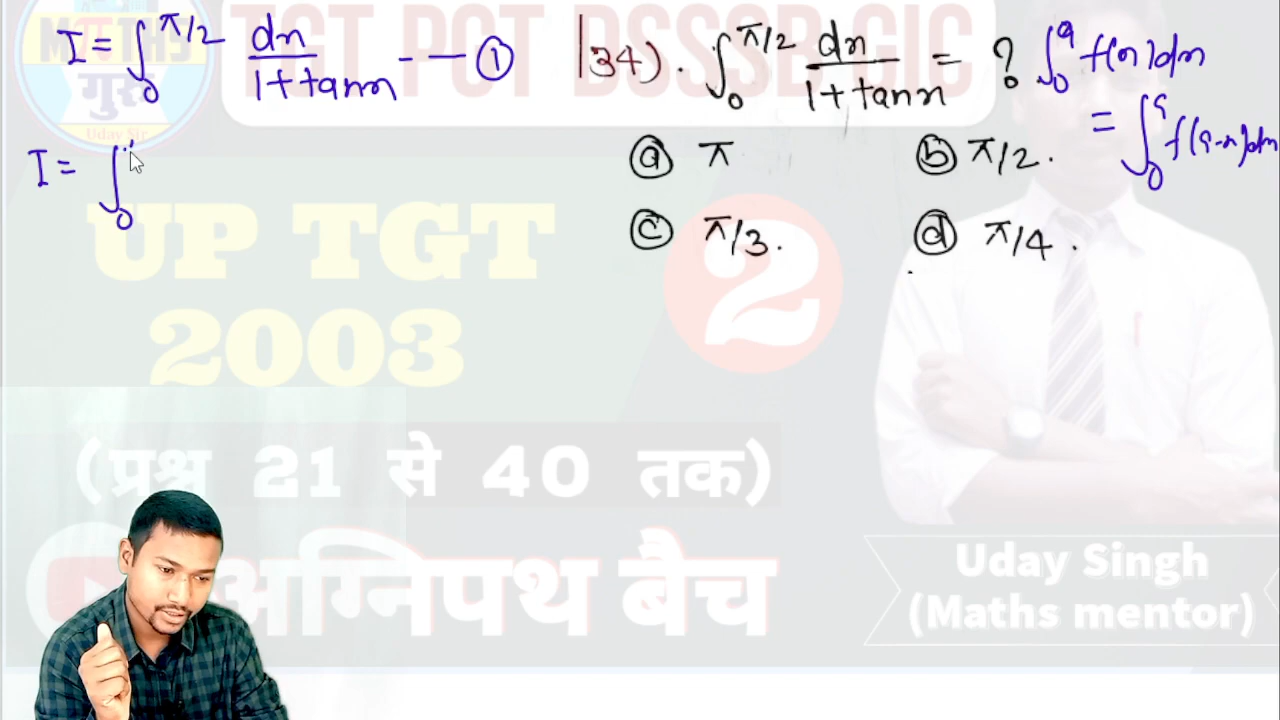 I = ∫₀^π/2 dx/1+tanx --- ①
I = ∫₀
34). ∫₀^π/2 dx/1+tanx = ?
∫₀^a f(x)dx
= ∫₀^a f(a-x)dx
ⓐ π
ⓑ π/2.
ⓒ π/3.
ⓓ π/4.
TGT PGT DSSSB GIC
गुरु
Uday Sir
UP TGT
2003
2
(प्रश्न 21 से 40 तक)
अग्निपथ बैच
Uday Singh
(Maths mentor)